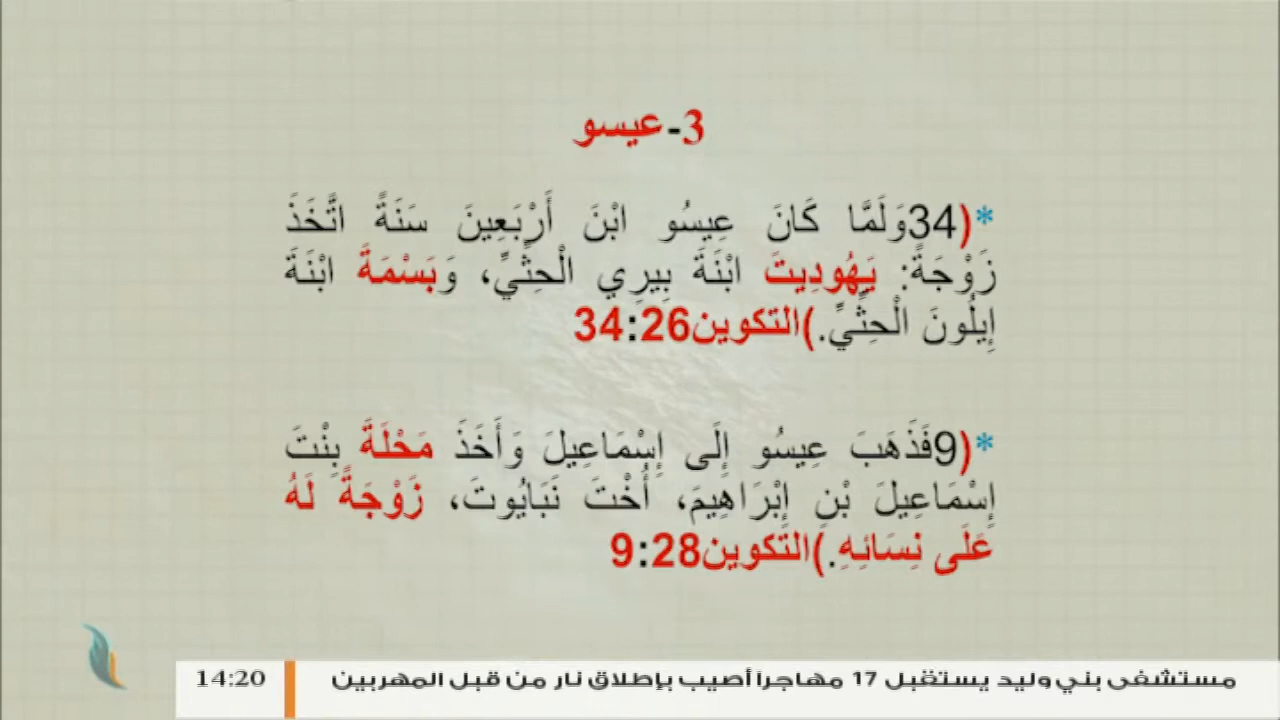 3-عيسو
*(34وَلَمَّا كَانَ عِيسُو ابْنَ أَرْبَعِينَ سَنَةً اتَّخَذَ
زَوْجَةً: يَهُودِيتَ ابْنَةَ بِيرِي الْحِثِّيِّ، وَبَسْمَةَ ابْنَةَ
إِيلُونَ الْحِثِّيِّ.)التكوين34:26
*(9فَذَهَبَ عِيسُو إِلَى إِسْمَاعِيلَ وَأَخَذَ مَحْلَةَ بِنْتَ
إِسْمَاعِيلَ بْنِ إِبْرَاهِيمَ، أُخْتَ نَبَايُوتَ، زَوْجَةً لَهُ
عَلَى نِسَائِهِ.)التكوين9:28
مستشفى بني وليد يستقبل 17 مهاجراً أصيب بإطلاق نار من قبل المهربين
14:20